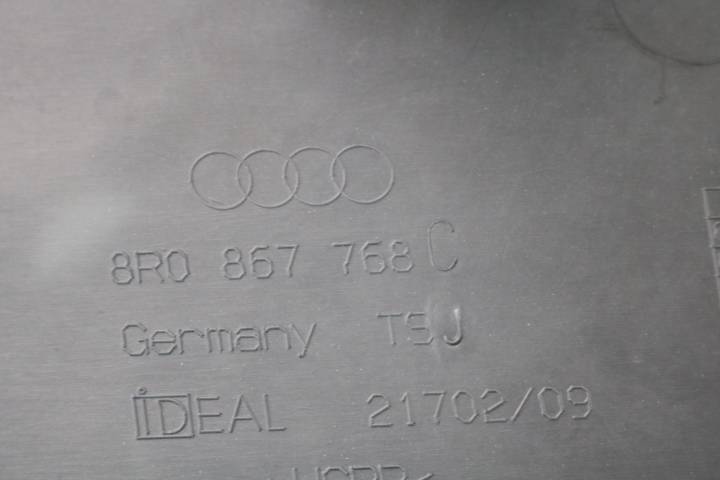 8R0 867 768 C
Germany TSJ
iDEAL 21702/09